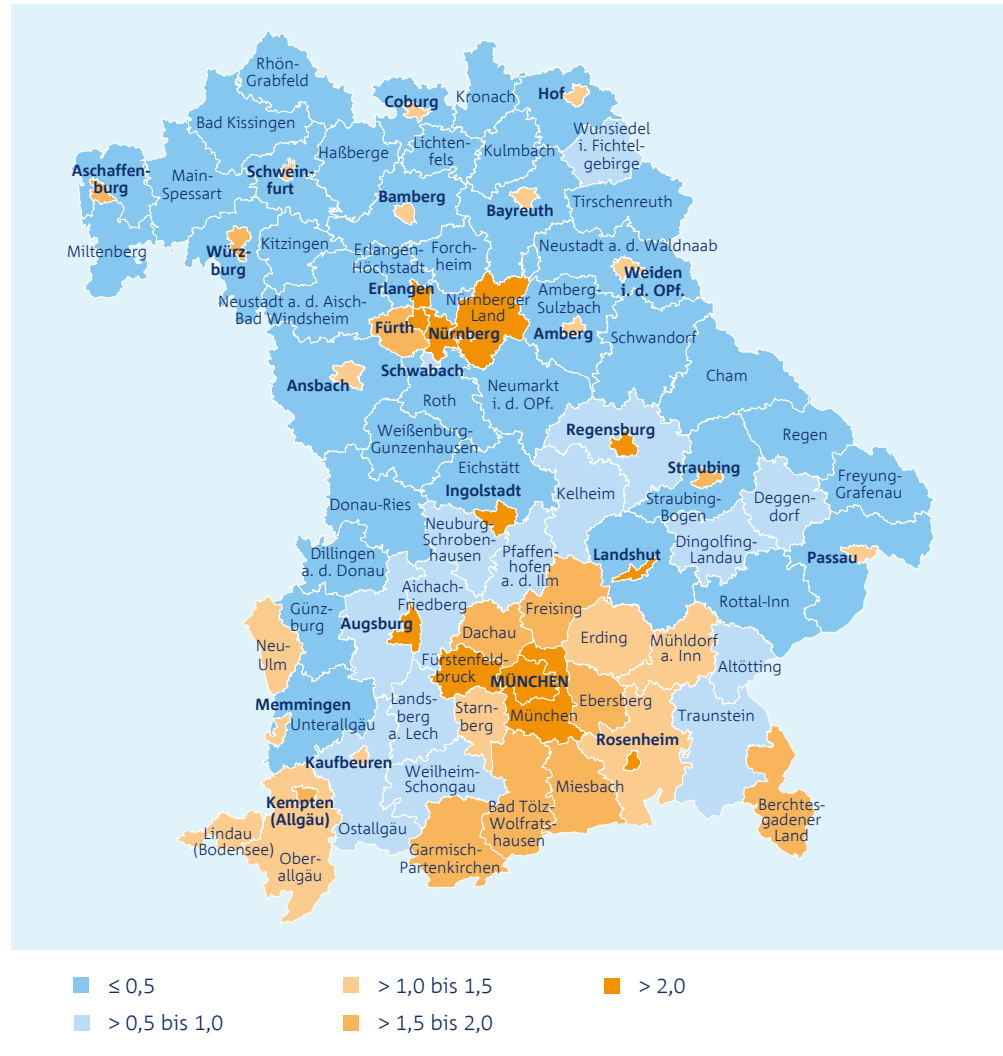 Rhön-
Grabfeld
Coburg
Kronach
Hof
Bad Kissingen
Wunsiedel
i. Fichtel-
gebirge
Haßberge
Lichten-
fels
Kulmbach
Aschaffen-
burg
Main-
Spessart
Schwein-
furt
Bamberg
Bayreuth
Tirschenreuth
Miltenberg
Würz-
burg
Kitzingen
Erlangen-
Höchstadt
Forch-
heim
Neustadt a. d. Waldnaab
Weiden
i. d. OPf.
Neustadt a. d. Aisch-
Bad Windsheim
Erlangen
Nürnberger
Land
Amberg-
Sulzbach
Fürth
Nürnberg
Amberg
Schwandorf
Ansbach
Schwabach
Roth
Neumarkt
i. d. OPf.
Cham
Weißenburg-
Gunzenhausen
Regensburg
Regen
Eichstätt
Straubing
Freyung-
Grafenau
Ingolstadt
Kelheim
Straubing-
Bogen
Deggen-
dorf
Donau-Ries
Neuburg-
Schroben-
hausen
Pfaffen-
hofen
a. d. Ilm
Landshut
Dingolfing-
Landau
Passau
Dillingen
a. d. Donau
Aichach-
Friedberg
Freising
Rottal-Inn
Günz-
burg
Augsburg
Dachau
Erding
Mühldorf
a. Inn
Neu-
Ulm
Fürstenfeld-
bruck
MÜNCHEN
Altötting
Memmingen
Unterallgäu
Lands-
berg
a. Lech
Starn-
berg
München
Ebersberg
Traunstein
Rosenheim
Kaufbeuren
Weilheim-
Schongau
Miesbach
Kempten
(Allgäu)
Bad Tölz-
Wolfrats-
hausen
Berchtes-
gadener
Land
Lindau
(Bodensee)
Ostallgäu
Ober-
allgäu
Garmisch-
Partenkirchen
≤ 0,5
> 0,5 bis 1,0
> 1,0 bis 1,5
> 1,5 bis 2,0
> 2,0